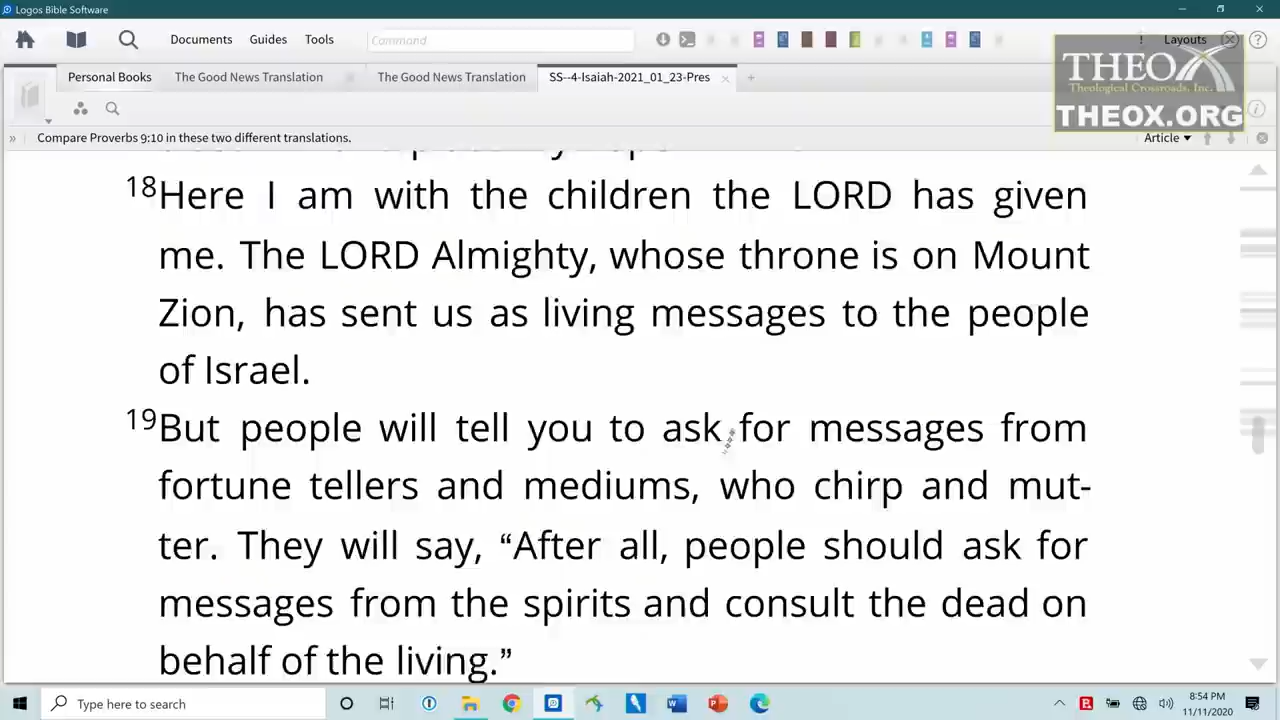 Logos Bible Software
Documents Guides Tools Command Layouts
THEOX
Theological Crossroads, Inc.
THEOX.ORG
Personal Books The Good News Translation The Good News Translation SS--4-Isaiah-2021_01_23-Pres
Compare Proverbs 9:10 in these two different translations. Article
18Here I am with the children the LORD has given
me. The LORD Almighty, whose throne is on Mount
Zion, has sent us as living messages to the people
of Israel.
19But people will tell you to ask for messages from
fortune tellers and mediums, who chirp and mut-
ter. They will say, “After all, people should ask for
messages from the spirits and consult the dead on
behalf of the living.”
Type here to search
8:54 PM
11/11/2020